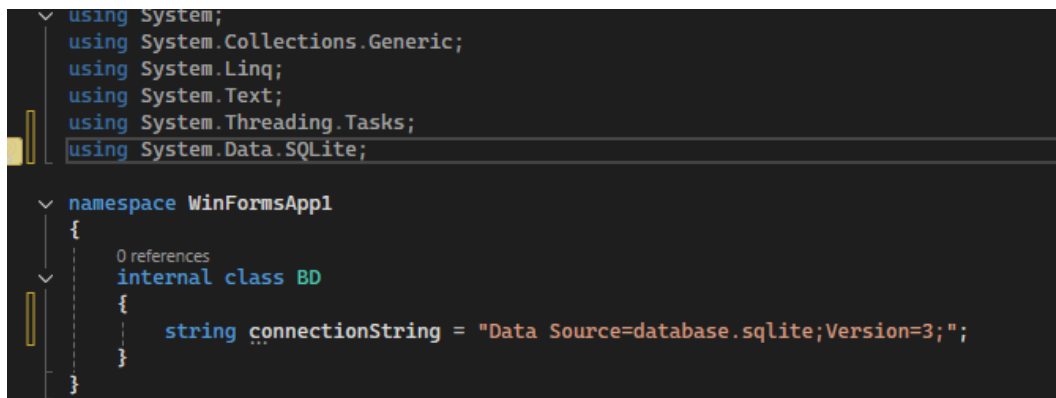 using System;
using System.Collections.Generic;
using System.Linq;
using System.Text;
using System.Threading.Tasks;
using System.Data.SQLite;
namespace WinFormsApp1
{
0 references
internal class BD
{
string connectionString = "Data Source=database.sqlite;Version=3;";
}
}